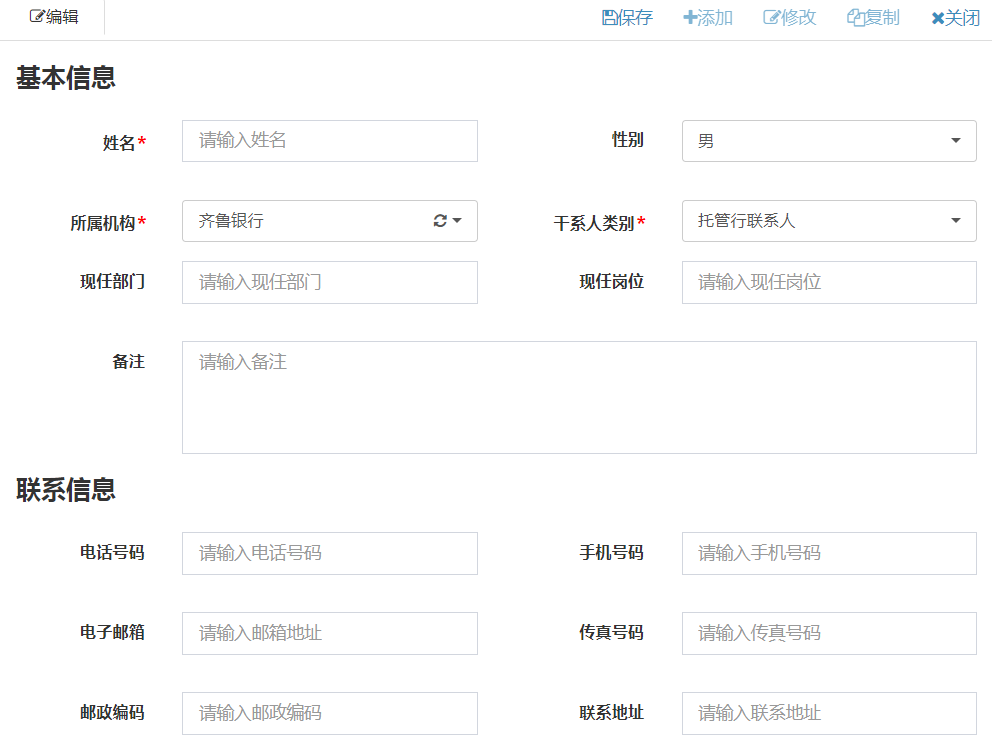 编辑 保存 添加 修改 复制 关闭
基本信息
姓名* 请输入姓名 性别 男
所属机构* 齐鲁银行 干系人类别* 托管行联系人
现任部门 请输入现任部门 现任岗位 请输入现任岗位
备注 请输入备注
联系信息
电话号码 请输入电话号码 手机号码 请输入手机号码
电子邮箱 请输入邮箱地址 传真号码 请输入传真号码
邮政编码 请输入邮政编码 联系地址 请输入联系地址